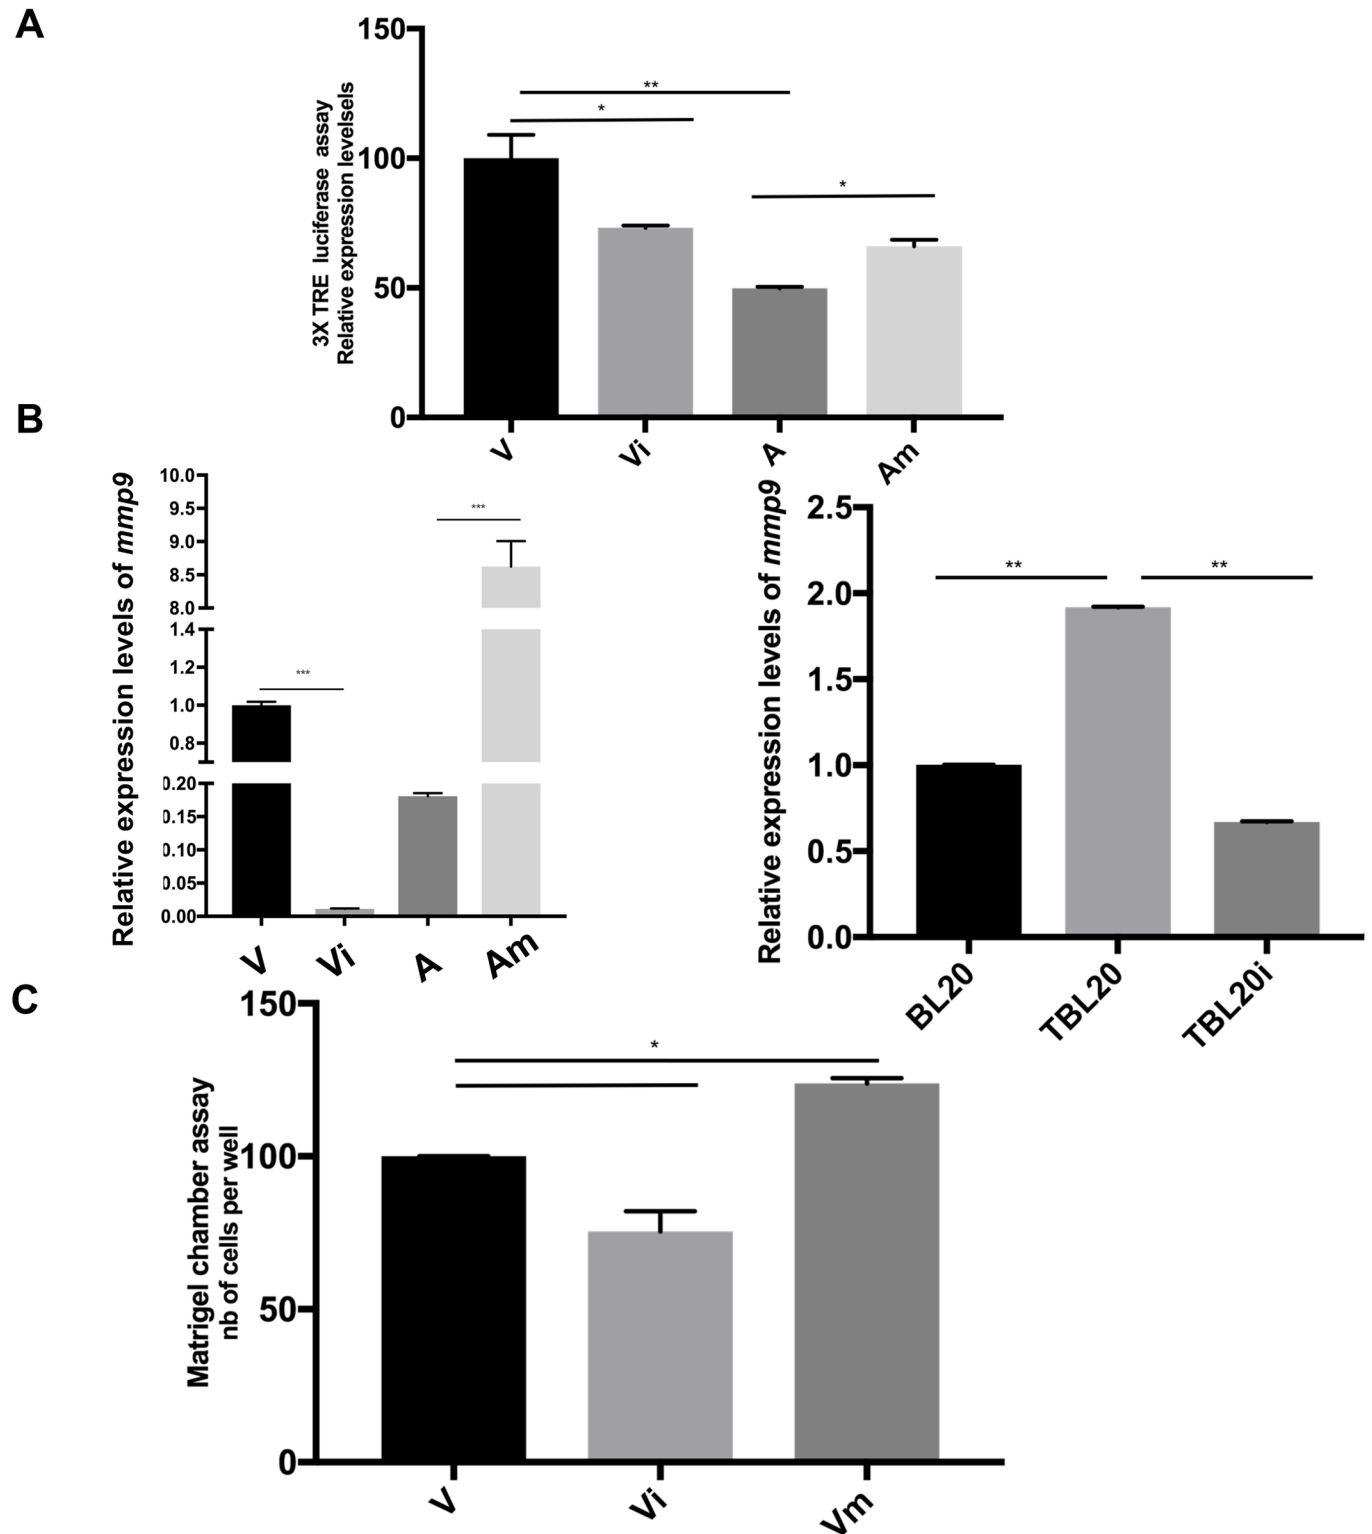 A
3X TRE luciferase assay
Relative expression levelsels
150
100
50
0
**
*
*
V
Vi
A
Am
B
Relative expression levels of mmp9
10.0
9.5
9.0
8.5
8.0
1.4
1.2
1.0
0.8
0.20
0.15
0.10
0.05
0.00
***
***
V
Vi
A
Am
Relative expression levels of mmp9
2.5
2.0
1.5
1.0
0.5
0.0
**
**
BL20
TBL20
TBL20i
C
Matrigel chamber assay
nb of cells per well
150
100
50
0
*
V
Vi
Vm